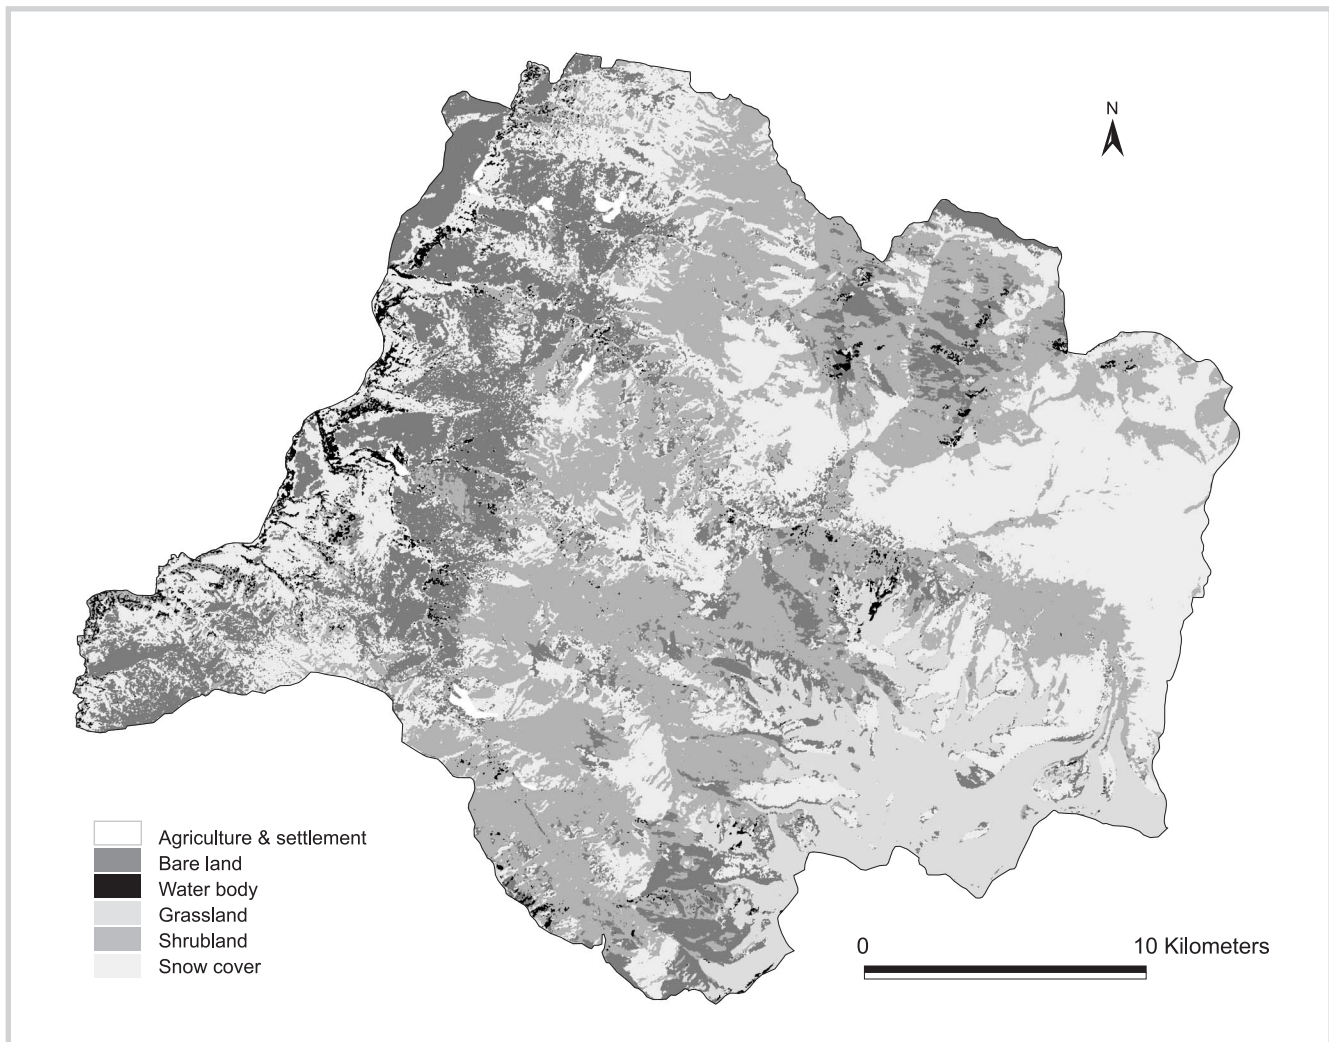 N
Agriculture & settlement
Bare land
Water body
Grassland
Shrubland
Snow cover
0 10 Kilometers